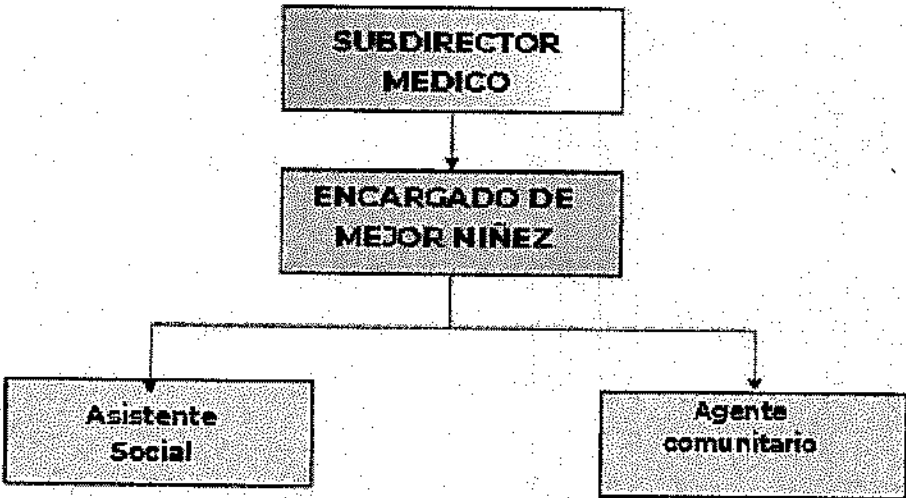 SUBDIRECTOR
MEDICO
ENCARGADO DE
MEJOR NIÑEZ
Asistente
Social
Agente
comunitario